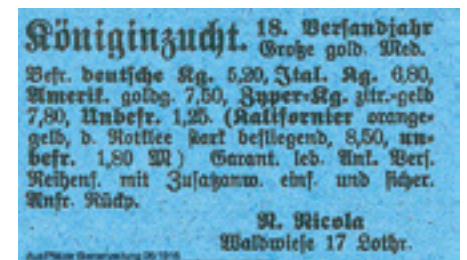 Königinzucht. 18. Versandjahr
Große gold. Med.
Befr. deutsche Kg. 5,20, Ital. Kg. 6,80,
Amerik. goldg. 7,50, Zyper-Kg. zitr.-gelb
7,80, Unbefr. 1,25. (Kalifornier orange-
gelb, d. Rotklee stark befliegend, 8,50, un-
befr. 1,80 M) Garant. leb. Ank. Vers.
Reihenf. mit Zusatzanw. einf. und sicher.
Anfr. Rückp.
N. Nicola
Waldwiese 17 Lothr.